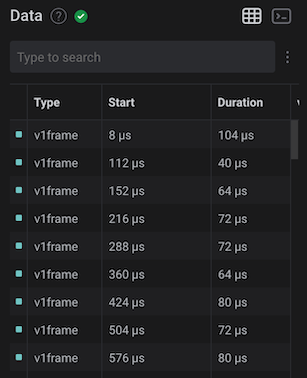 Data ?
Type to search
Type Start Duration
v1frame 8 μs 104 μs
v1frame 112 μs 40 μs
v1frame 152 μs 64 μs
v1frame 216 μs 72 μs
v1frame 288 μs 72 μs
v1frame 360 μs 64 μs
v1frame 424 μs 80 μs
v1frame 504 μs 72 μs
v1frame 576 μs 80 μs